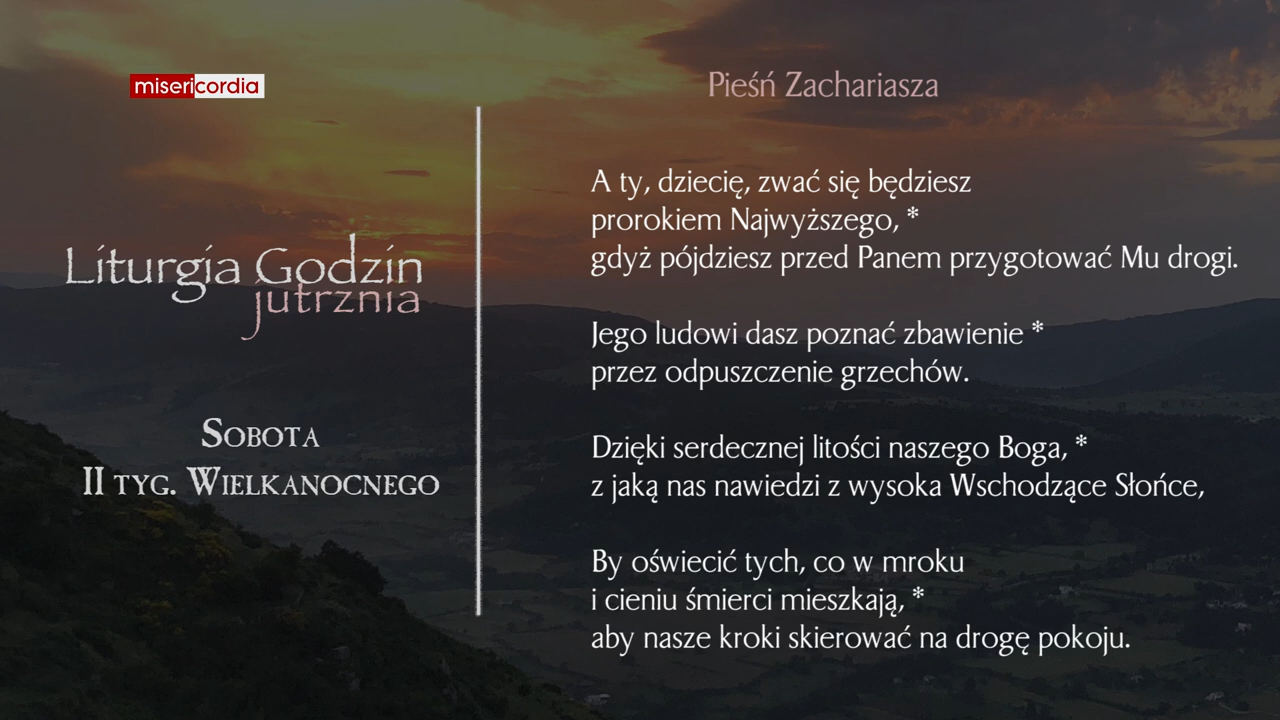 misericordia
Liturgia Godzin
jutrznia
Sobota
II tyg. Wielkanocnego
Pieśń Zachariasza
A ty, dziecię, zwać się będziesz
prorokiem Najwyższego, *
gdyż pójdziesz przed Panem przygotować Mu drogi.
Jego ludowi dasz poznać zbawienie *
przez odpuszczenie grzechów.
Dzięki serdecznej litości naszego Boga, *
z jaką nas nawiedzi z wysoka Wschodzące Słońce,
By oświecić tych, co w mroku
i cieniu śmierci mieszkają, *
aby nasze kroki skierować na drogę pokoju.